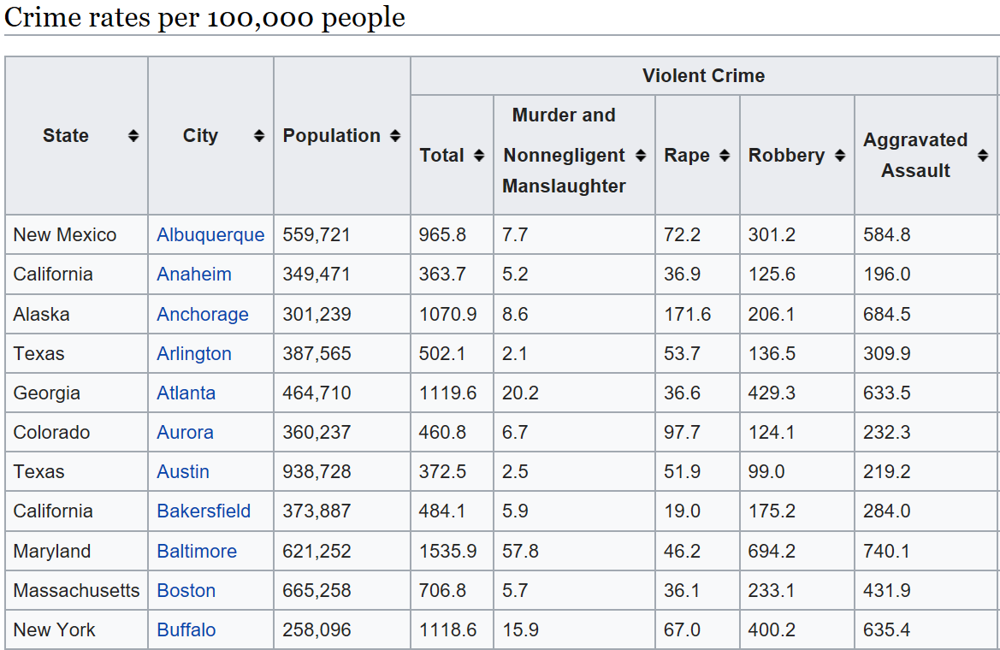 Crime rates per 100,000 people
Violent Crime
State City Population Total Murder and Nonnegligent Manslaughter Rape Robbery Aggravated Assault
New Mexico Albuquerque 559,721 965.8 7.7 72.2 301.2 584.8
California Anaheim 349,471 363.7 5.2 36.9 125.6 196.0
Alaska Anchorage 301,239 1070.9 8.6 171.6 206.1 684.5
Texas Arlington 387,565 502.1 2.1 53.7 136.5 309.9
Georgia Atlanta 464,710 1119.6 20.2 36.6 429.3 633.5
Colorado Aurora 360,237 460.8 6.7 97.7 124.1 232.3
Texas Austin 938,728 372.5 2.5 51.9 99.0 219.2
California Bakersfield 373,887 484.1 5.9 19.0 175.2 284.0
Maryland Baltimore 621,252 1535.9 57.8 46.2 694.2 740.1
Massachusetts Boston 665,258 706.8 5.7 36.1 233.1 431.9
New York Buffalo 258,096 1118.6 15.9 67.0 400.2 635.4